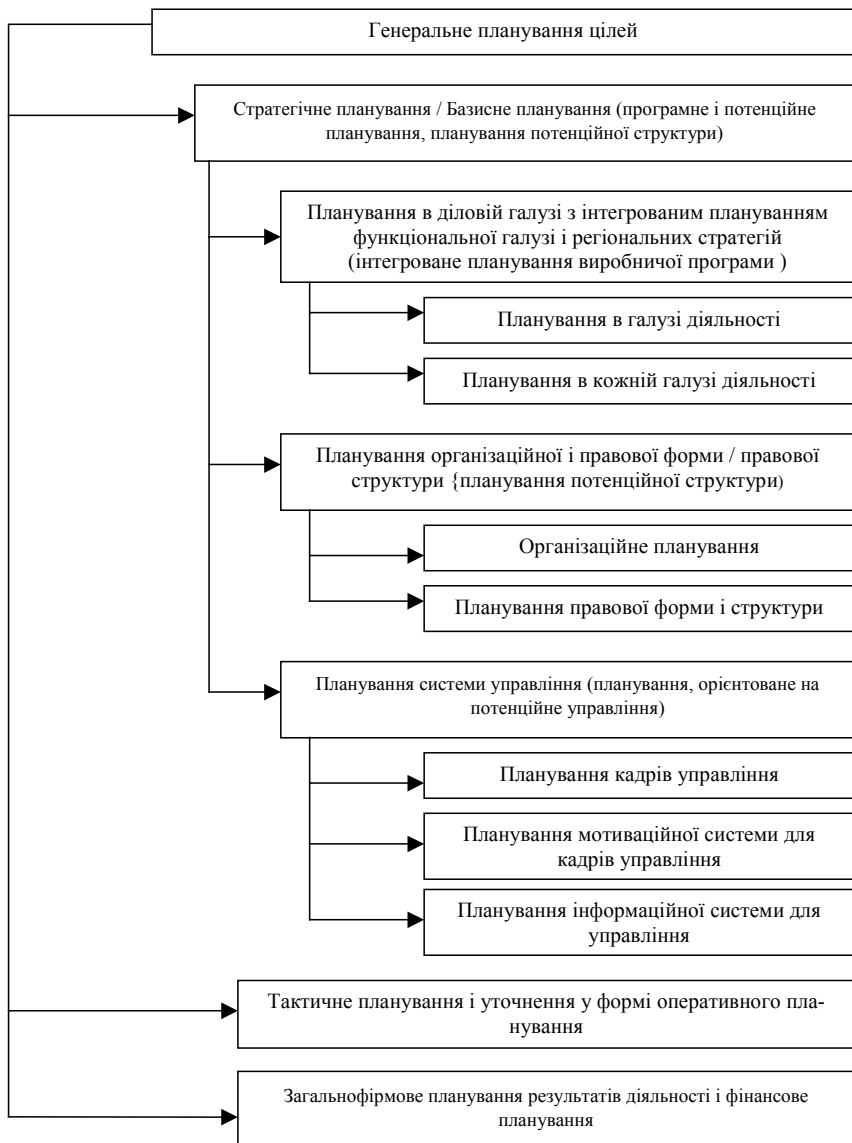 Генеральне планування цілей
Стратегічне планування / Базисне планування (програмне і потенційне
планування, планування потенційної структури)
Планування в діловій галузі з інтегрованим плануванням
функціональної галузі і регіональних стратегій
(інтегроване планування виробничої програми )
Планування в галузі діяльності
Планування в кожній галузі діяльності
Планування організаційної і правової форми / правової
структури {планування потенційної структури)
Організаційне планування
Планування правової форми і структури
Планування системи управління (планування, орієнтоване на
потенційне управління)
Планування кадрів управління
Планування мотиваційної системи для
кадрів управління
Планування інформаційної системи для
управління
Тактичне планування і уточнення у формі оперативного пла-
нування
Загальнофірмове планування результатів діяльності і фінансове
планування